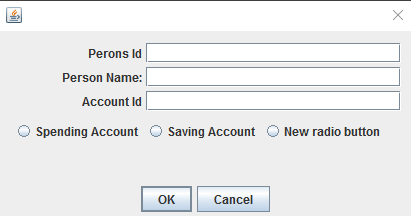 Perons Id
Person Name:
Account Id
Spending Account Saving Account New radio button
OK Cancel